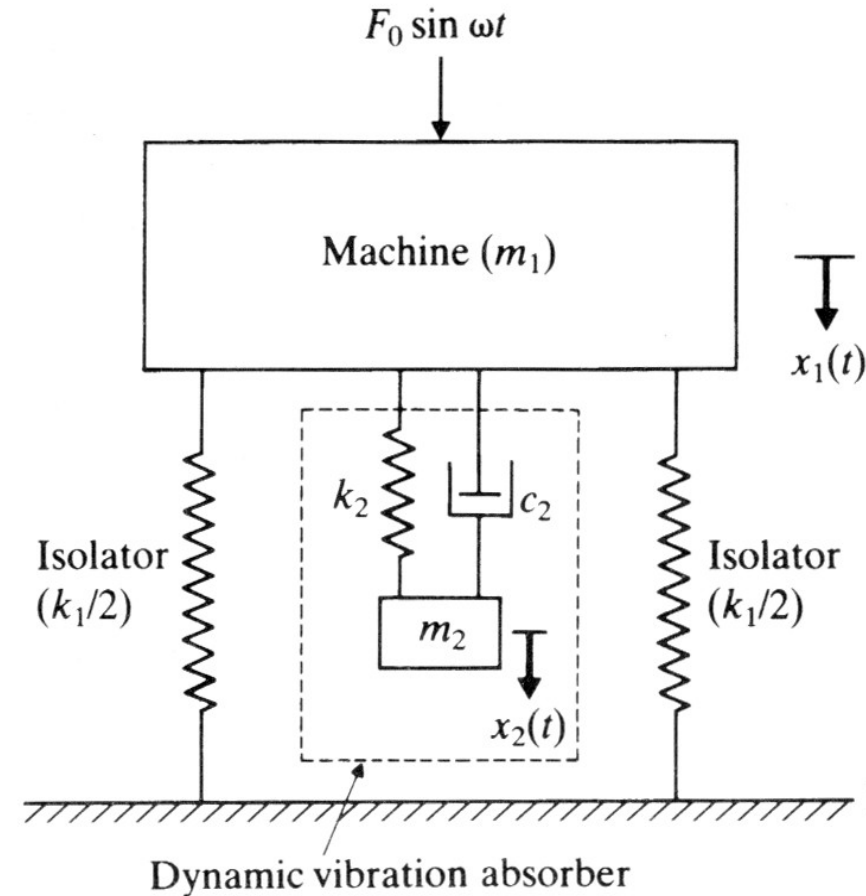 F₀ sin ωt
Machine (m₁)
x₁(t)
k₂
c₂
Isolator
(k₁/2)
Isolator
(k₁/2)
m₂
x₂(t)
Dynamic vibration absorber